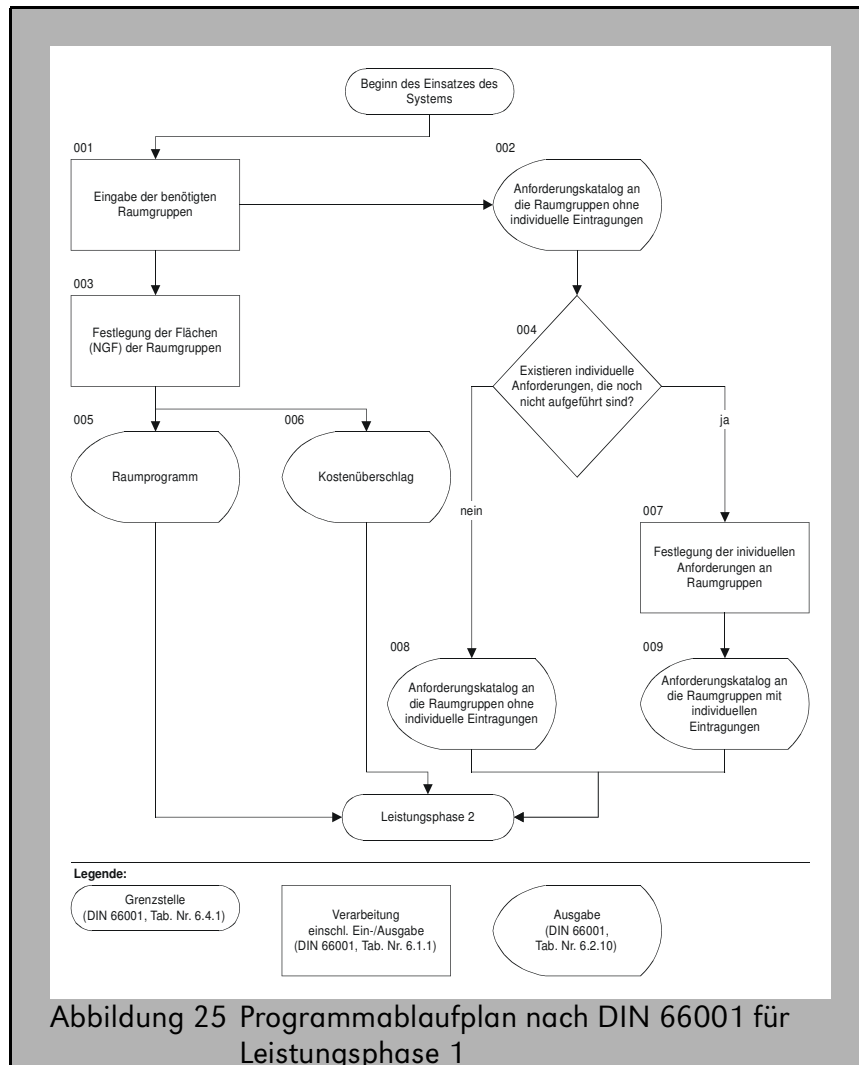 Beginn des Einsatzes des
Systems
001
Eingabe der benötigten
Raumgruppen
002
Anforderungskatalog an
die Raumgruppen ohne
individuelle Eintragungen
003
Festlegung der Flächen
(NGF) der Raumgruppen
004
Existieren individuelle
Anforderungen, die noch
nicht aufgeführt sind?
005
Raumprogramm
006
Kostenüberschlag
nein
ja
007
Festlegung der inividuellen
Anforderungen an
Raumgruppen
008
Anforderungskatalog an
die Raumgruppen ohne
individuelle Eintragungen
009
Anforderungskatalog an
die Raumgruppen mit
individuellen
Eintragungen
Leistungsphase 2
Legende:
Grenzstelle
(DIN 66001, Tab. Nr. 6.4.1)
Verarbeitung
einschl. Ein-/Ausgabe
(DIN 66001, Tab. Nr. 6.1.1)
Ausgabe
(DIN 66001,
Tab. Nr. 6.2.10)
Abbildung 25 Programmablaufplan nach DIN 66001 für
Leistungsphase 1